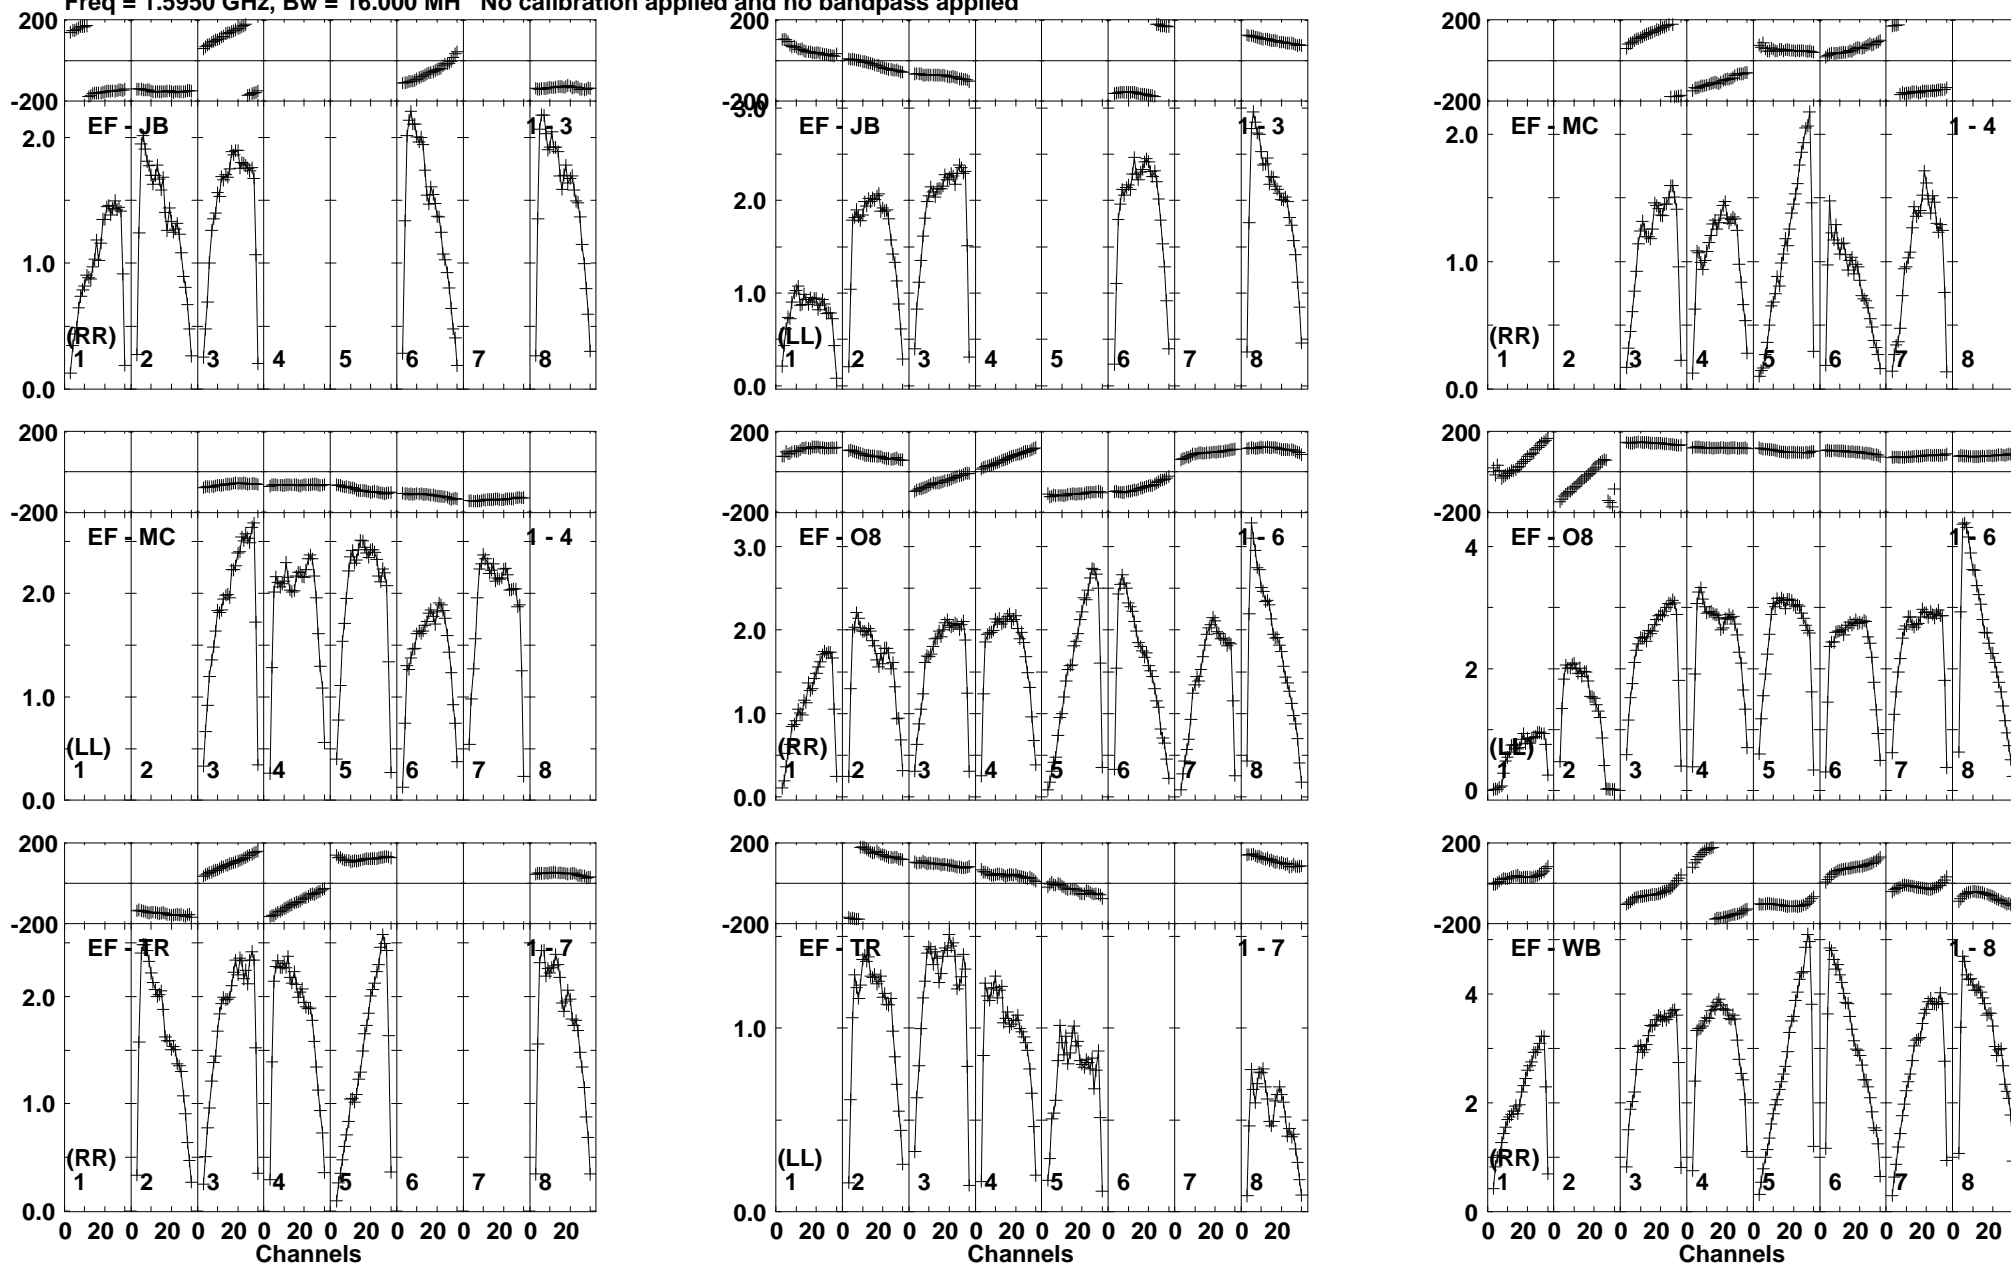 Freq = 1.5950 GHz, Bw = 16.000 MH No calibration applied and no bandpass applied
200 200 200
-200 -200 -200
EF - JB 1 - 3 EF - JB 1 - 3 EF - MC 1 - 4
3.0
2.0 2.0 2.0
1.0 1.0 1.0
(RR) (LL) (RR)
1 2 3 4 5 6 7 8 1 2 3 4 5 6 7 8 1 2 3 4 5 6 7 8
0.0 0.0 0.0
200 200 200
-200 -200 -200
EF - MC 1 - 4 EF - O8 1 - 6 EF - O8 1 - 6
3.0 4
2.0 2.0 2
1.0 1.0
(LL) (RR) (LL)
1 2 3 4 5 6 7 8 1 2 3 4 5 6 7 8 1 2 3 4 5 6 7 8
0.0 0.0 0
200 200 200
-200 -200 -200
EF - TR 1 - 7 EF - TR 1 - 7 EF - WB 1 - 8
2.0 1.0 4
1.0 2
(RR) (LL) (RR)
1 2 3 4 5 6 7 8 1 2 3 4 5 6 7 8 1 2 3 4 5 6 7 8
0.0 0.0 0
0 20 0 20 0 20 0 20 0 20 0 20 0 20 0 20 0 20 0 20 0 20 0 20 0 20 0 20 0 20 0 20 0 20 0 20 0 20 0 20 0 20 0 20 0 20 0 20
Channels Channels Channels